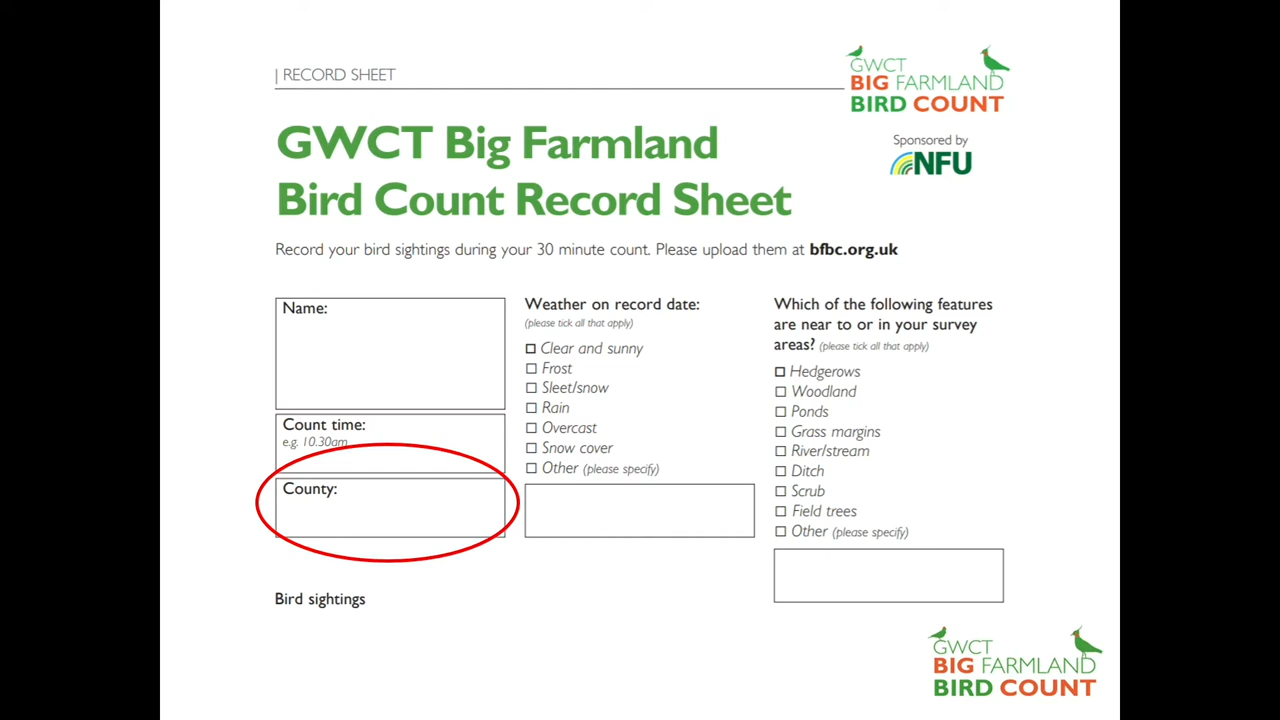 | RECORD SHEET
GWCT
BIG FARMLAND
BIRD COUNT
GWCT Big Farmland
Bird Count Record Sheet
Sponsored by
NFU
Record your bird sightings during your 30 minute count. Please upload them at bfbc.org.uk
Name:
Count time:
e.g. 10.30am
County:
Weather on record date:
(please tick all that apply)
☐ Clear and sunny
☐ Frost
☐ Sleet/snow
☐ Rain
☐ Overcast
☐ Snow cover
☐ Other (please specify)
Which of the following features
are near to or in your survey
areas? (please tick all that apply)
☐ Hedgerows
☐ Woodland
☐ Ponds
☐ Grass margins
☐ River/stream
☐ Ditch
☐ Scrub
☐ Field trees
☐ Other (please specify)
Bird sightings
GWCT
BIG FARMLAND
BIRD COUNT